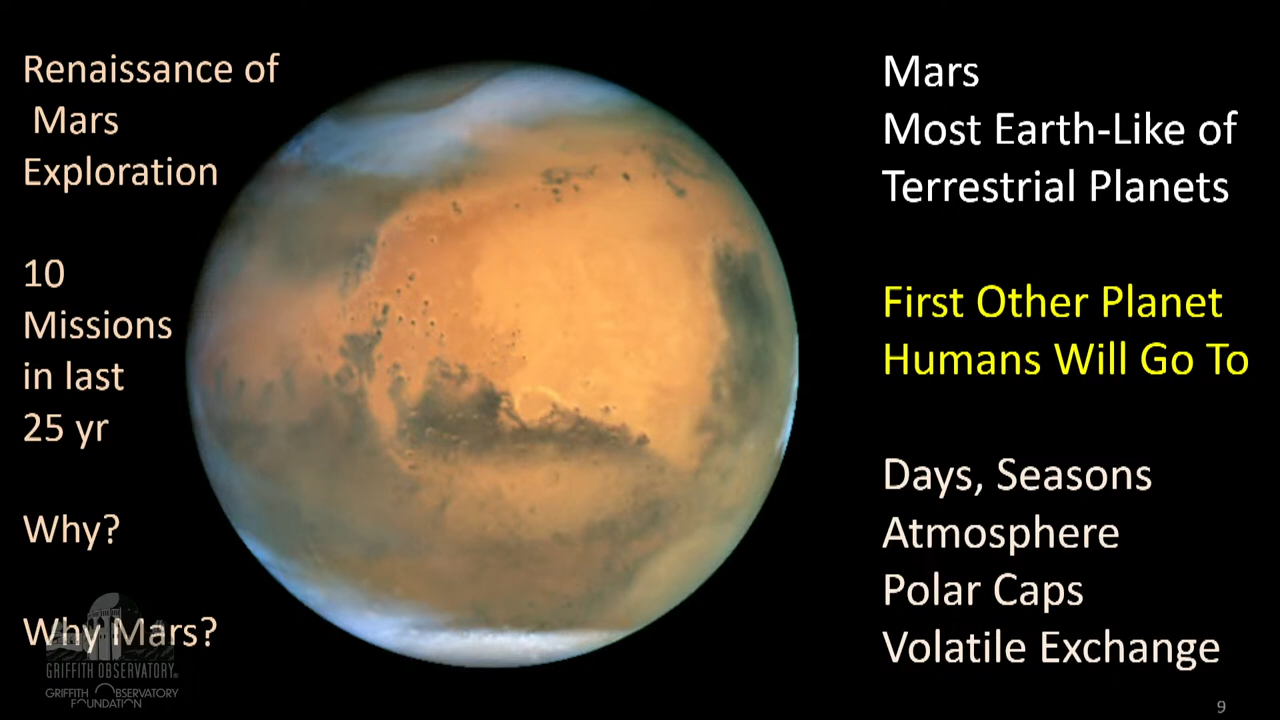 Renaissance of
Mars
Exploration
10
Missions
in last
25 yr
Why?
Why Mars?
GRIFFITH OBSERVATORY
GRIFFITH OBSERVATORY
FOUNDATION
Mars
Most Earth-Like of
Terrestrial Planets
First Other Planet
Humans Will Go To
Days, Seasons
Atmosphere
Polar Caps
Volatile Exchange
9